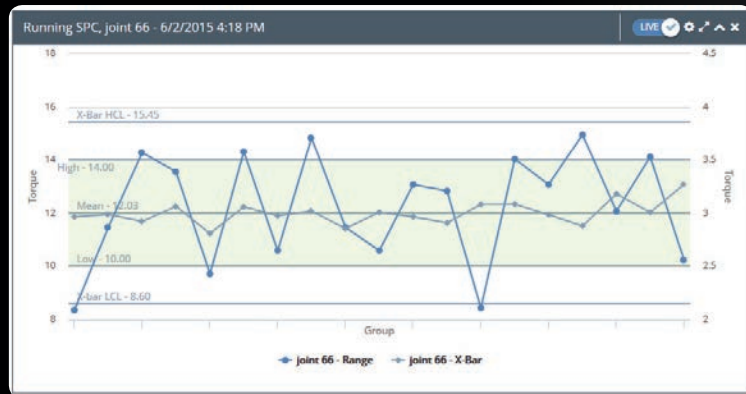 Running SPC, joint 66 - 6/2/2015 4:18 PM
LIVE
18
4.5
X-Bar HCL - 15.45
16
4
High - 14.00
14
3.5
Torque
Mean - 12.03
12
3
Torque
Low - 10.00
10
2.5
X-bar LCL - 8.60
8
2
Group
joint 66 - Range
joint 66 - X-Bar